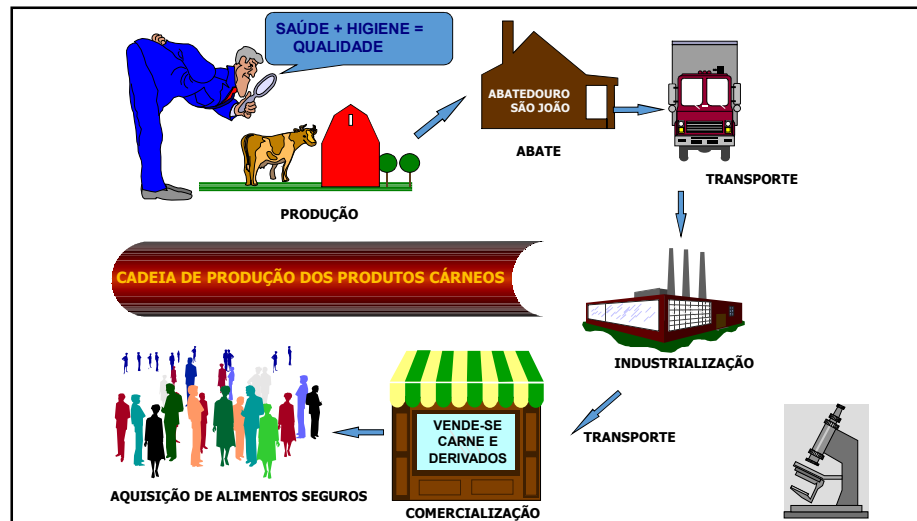 SAÚDE + HIGIENE =
QUALIDADE
ABATEDOURO
SÃO JOÃO
ABATE
TRANSPORTE
PRODUÇÃO
CADEIA DE PRODUÇÃO DOS PRODUTOS CÁRNEOS
INDUSTRIALIZAÇÃO
TRANSPORTE
VENDE-SE
CARNE E
DERIVADOS
AQUISIÇÃO DE ALIMENTOS SEGUROS
COMERCIALIZAÇÃO